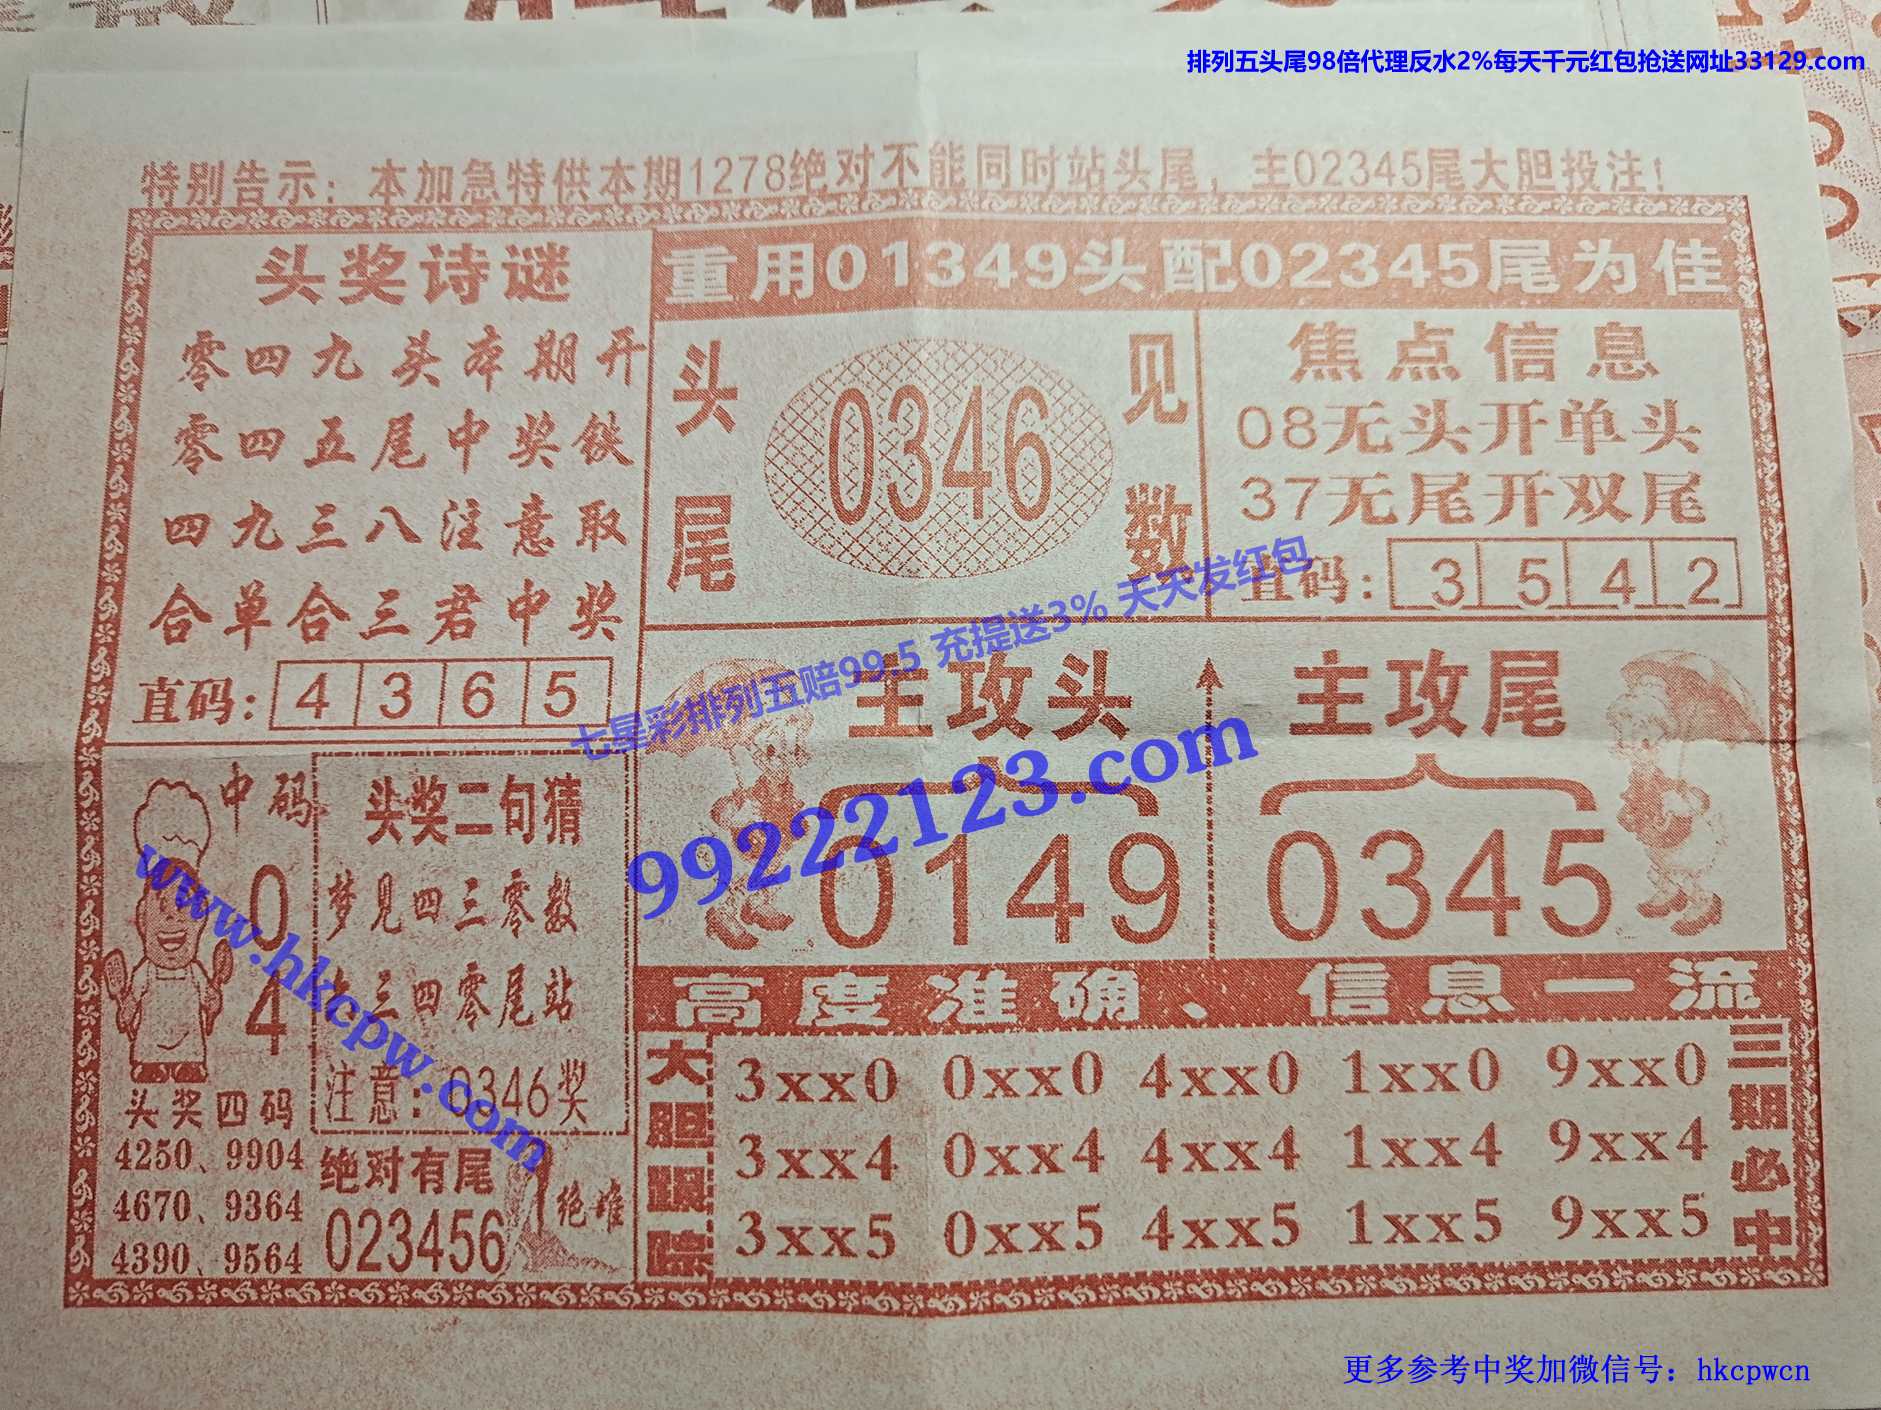 排列五头尾98倍代理反水2%每天千元红包抢送网址33129.com
特别告示：本加急特供本期1278绝对不能同时站头尾，主02345尾大胆投注！
头奖诗谜
零四九头本期开
零四五尾中奖铁
四九三八注意取
合单合三君中奖
直码：4 3 6 5
重用01349头配02345尾为佳
头尾
0346
见数
焦点信息
08无头开单头
37无尾开双尾
直码：3 5 4 2
七星彩排列五赔99.5 充提送3% 天天发红包
99222123.com
主攻头
0149
主攻尾
0345
中码
0
4
头奖四码
4250、9904
4670、9364
4390、9564
头奖二句猜
梦见四三零数
三四零尾站
注意：0346奖
绝对有尾
023456
绝准
www.hkcpw.com
高度准确、信息一流
大胆跟踪
3xx0 0xx0 4xx0 1xx0 9xx0
3xx4 0xx4 4xx4 1xx4 9xx4
3xx5 0xx5 4xx5 1xx5 9xx5
三期必中
更多参考中奖加微信号：hkcpwcn